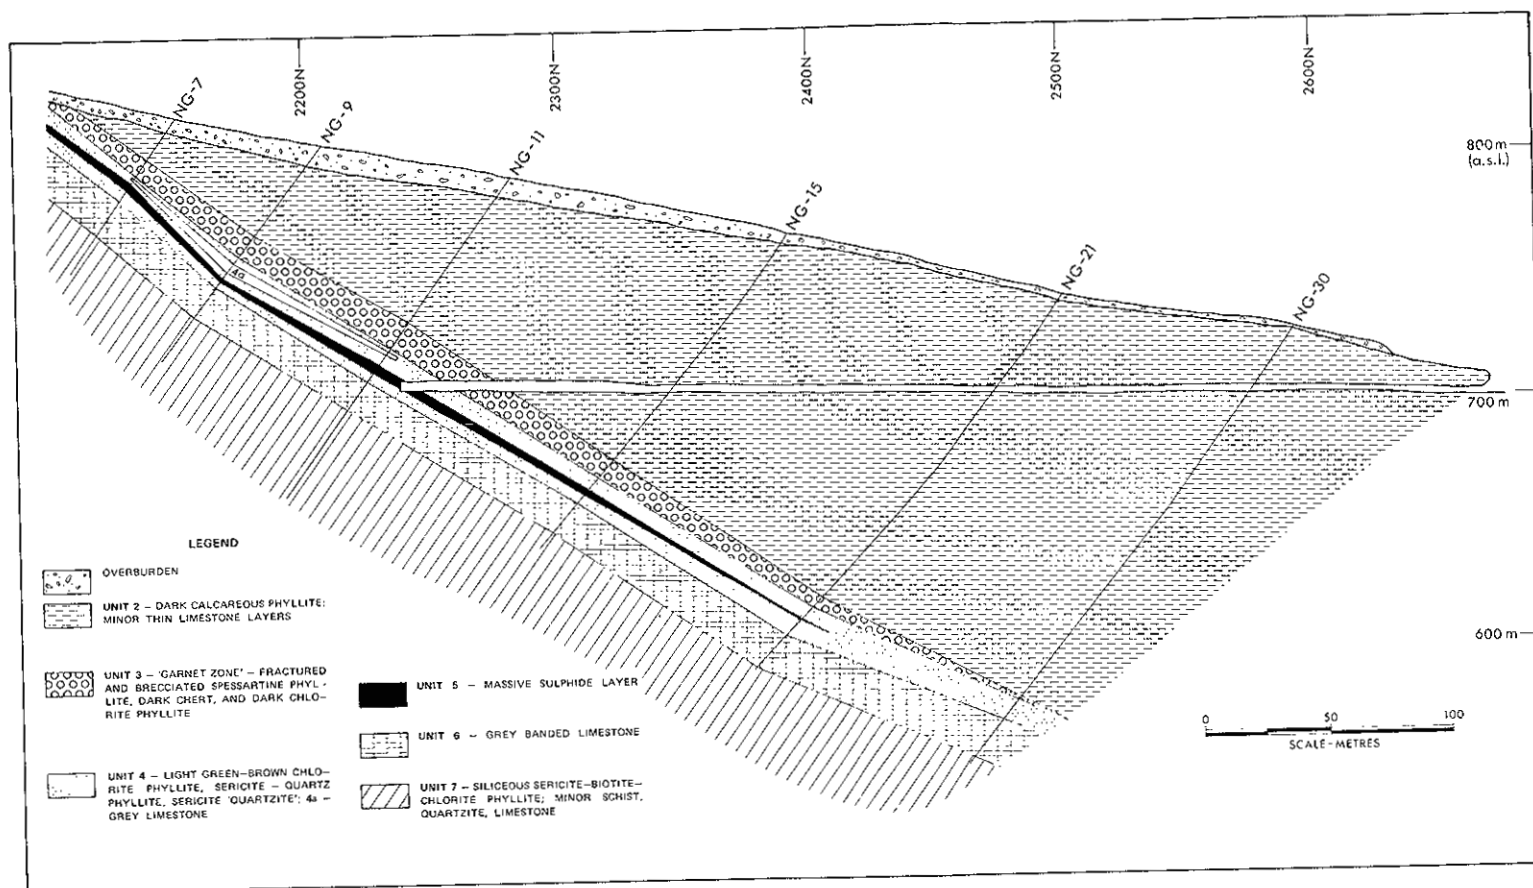 2200N-
2300N-
2400N-
2500N-
2600N-
NG-7
NG-9
NG-11
NG-15
NG-21
NG-30
800m
(a.s.l.)
4a
700 m
600m
LEGEND
OVERBURDEN
UNIT 2 – DARK CALCAREOUS PHYLLITE;
MINOR THIN LIMESTONE LAYERS
UNIT 3 – 'GARNET ZONE' – FRACTURED
AND BRECCIATED SPESSARTINE PHYL-
LITE, DARK CHERT, AND DARK CHLO-
RITE PHYLLITE
UNIT 4 – LIGHT GREEN-BROWN CHLO-
RITE PHYLLITE, SERICITE – QUARTZ
PHYLLITE, SERICITE 'QUARTZITE'; 4a –
GREY LIMESTONE
UNIT 5 – MASSIVE SULPHIDE LAYER
UNIT 6 – GREY BANDED LIMESTONE
UNIT 7 – SILICEOUS SERICITE-BIOTITE-
CHLORITE PHYLLITE; MINOR SCHIST,
QUARTZITE, LIMESTONE
0 50 100
SCALE-METRES